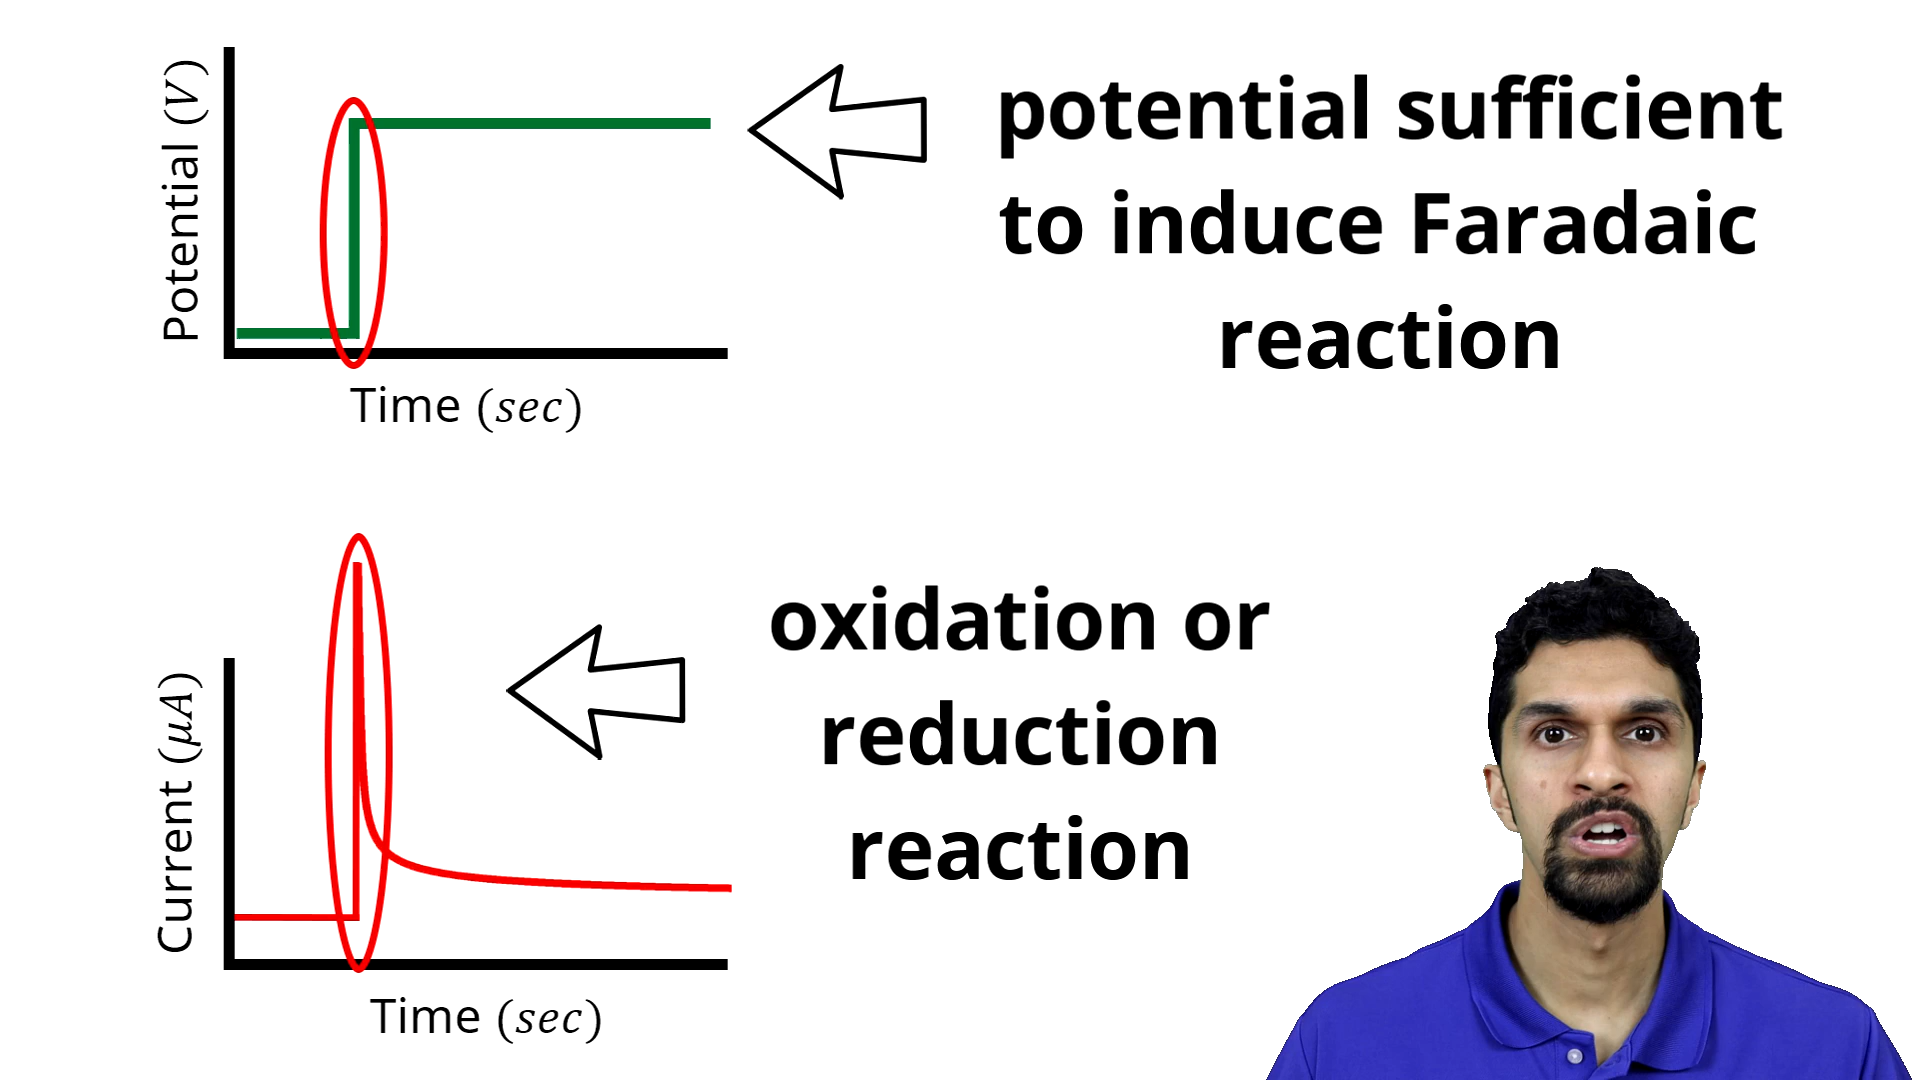 Potential (V)
potential sufficient
to induce Faradaic
reaction
Time (sec)
Current (μA)
oxidation or
reduction
reaction
Time (sec)